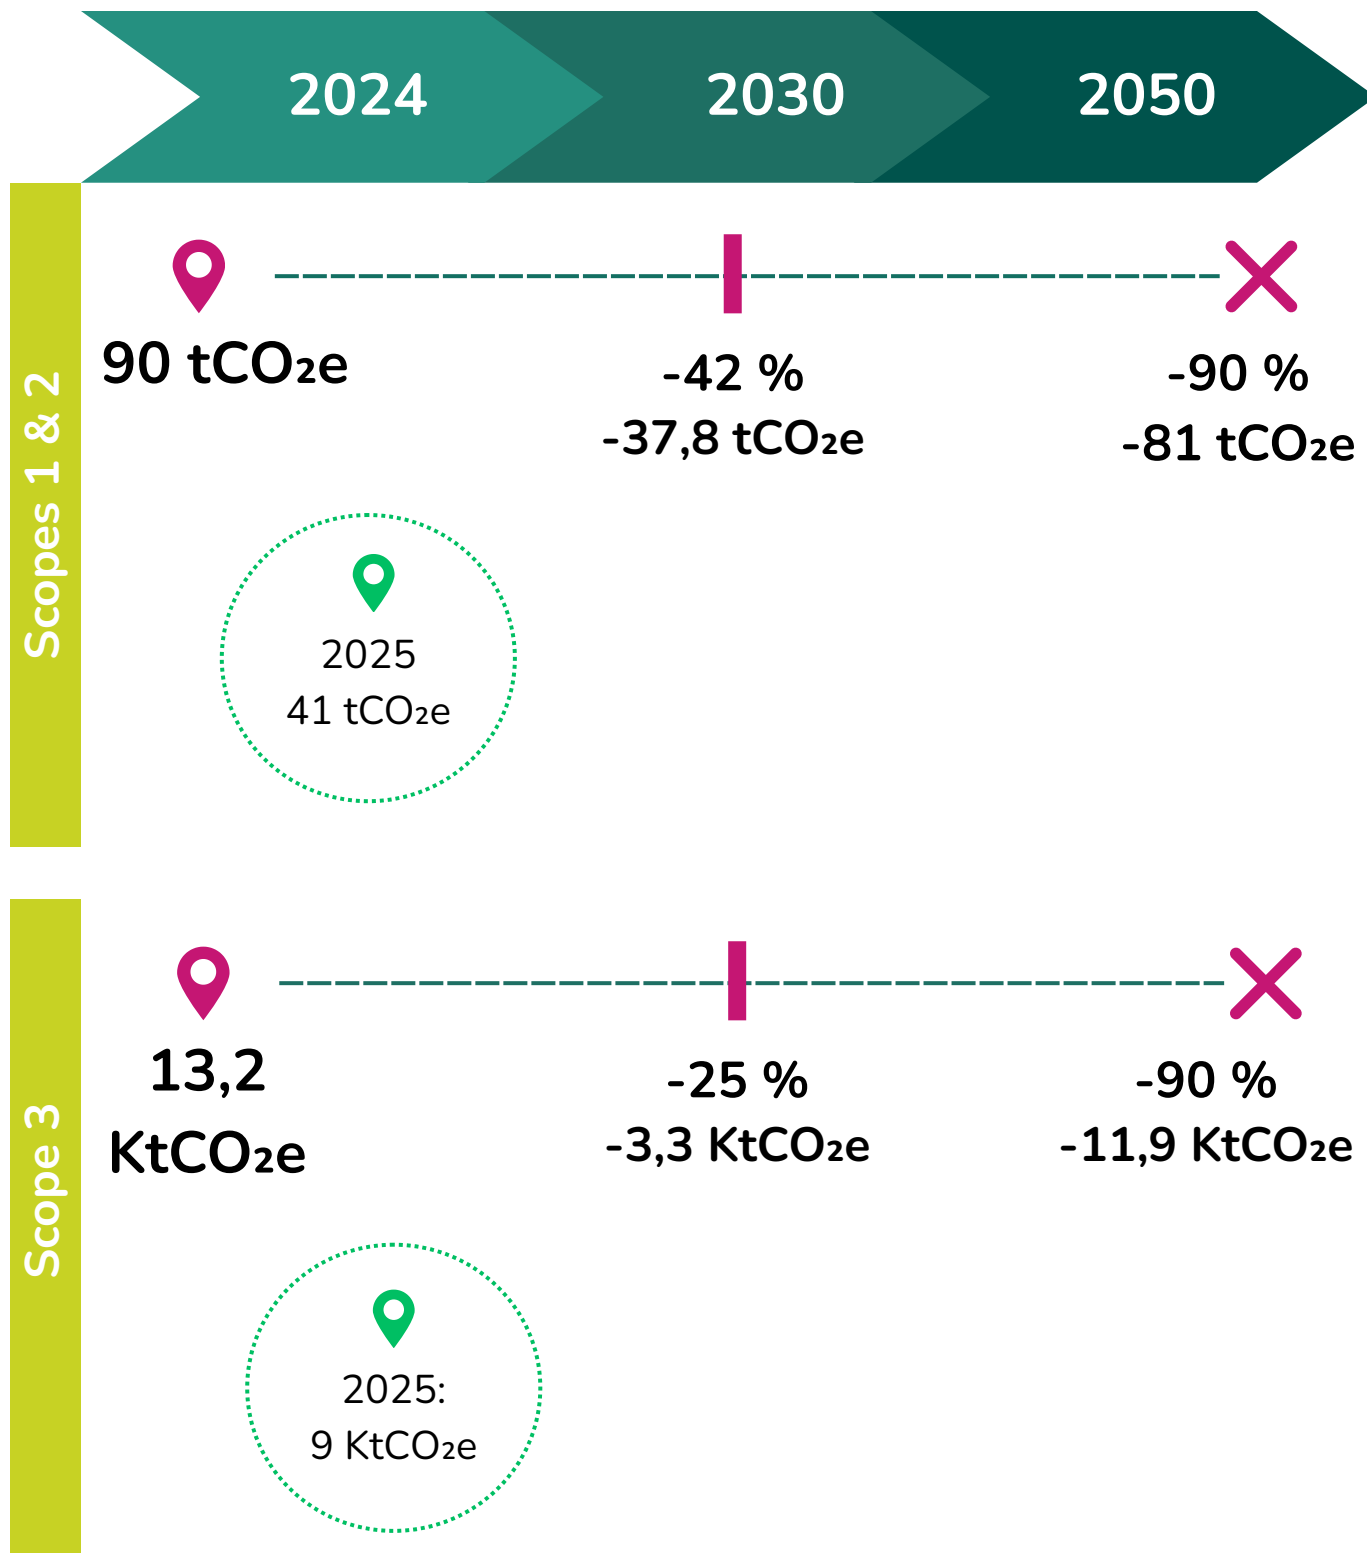 2024
2030
2050
Scopes 1 & 2
90 tCO₂e
-42 %
-37,8 tCO₂e
-90 %
-81 tCO₂e
2025
41 tCO₂e
Scope 3
13,2
KtCO₂e
-25 %
-3,3 KtCO₂e
-90 %
-11,9 KtCO₂e
2025:
9 KtCO₂e